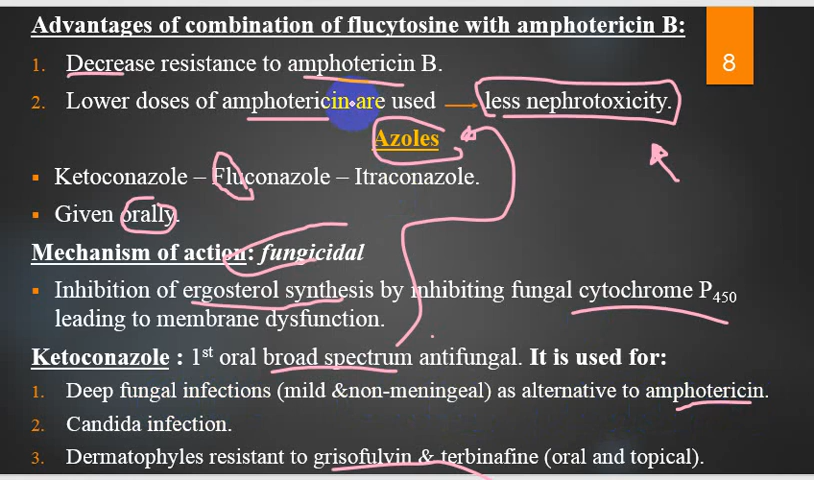 Advantages of combination of flucytosine with amphotericin B:
8
1. Decrease resistance to amphotericin B.
2. Lower doses of amphotericin are used → less nephrotoxicity.
Azoles
▪ Ketoconazole – Fluconazole – Itraconazole.
▪ Given orally.
Mechanism of action: fungicidal
▪ Inhibition of ergosterol synthesis by inhibiting fungal cytochrome P450
leading to membrane dysfunction.
Ketoconazole : 1st oral broad spectrum antifungal. It is used for:
1. Deep fungal infections (mild &non-meningeal) as alternative to amphotericin.
2. Candida infection.
3. Dermatophyles resistant to grisofulvin & terbinafine (oral and topical).